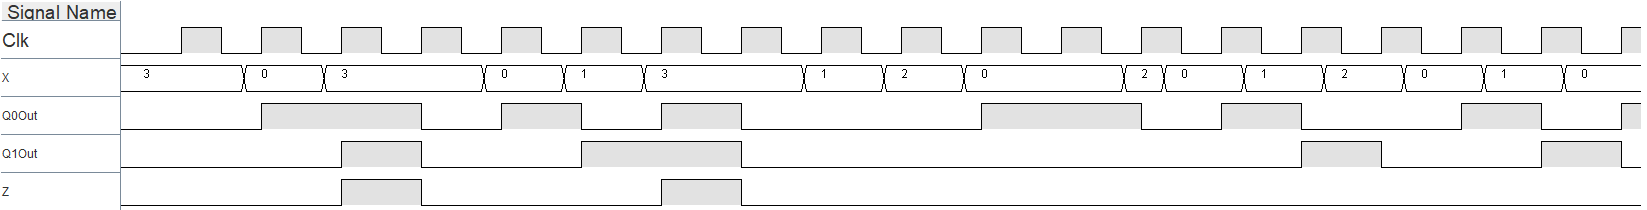 Signal Name
Clk
X 3 0 3 0 1 3 1 2 0 2 0 1 2 0 1 0
Q0Out
Q1Out
Z